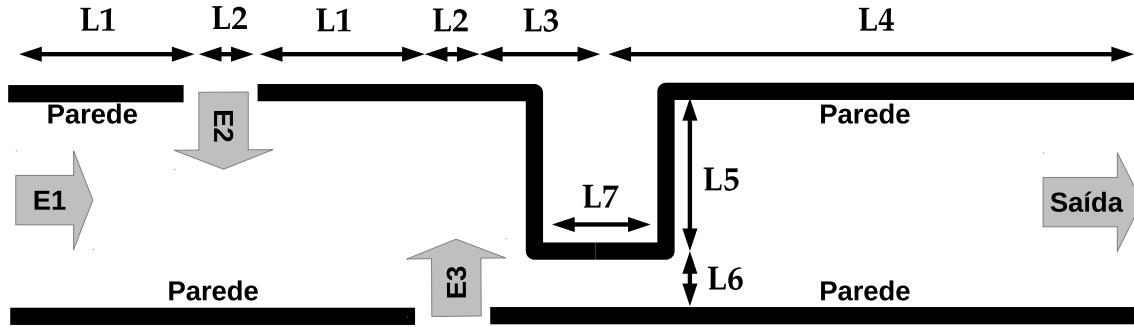 L1 L2 L1 L2 L3 L4
Parede
Parede
E2
E1
L5
Saída
L7
E3
L6
Parede
Parede